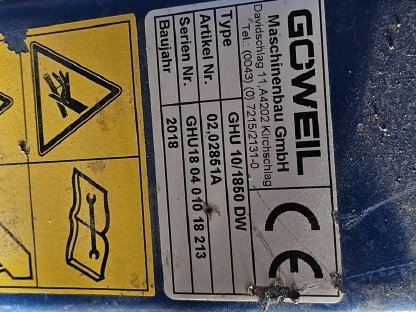 GÖWEIL
Maschinenbau GmbH
Davidschlag 11, A4202 Kirchschlag
Tel.: (0043) (0) 7215/2131-0
Type GHU 10/1850 DW
Artikel Nr. 02,02851A
Serien Nr. GHU18 04 010 18 213
Baujahr 2018
CE